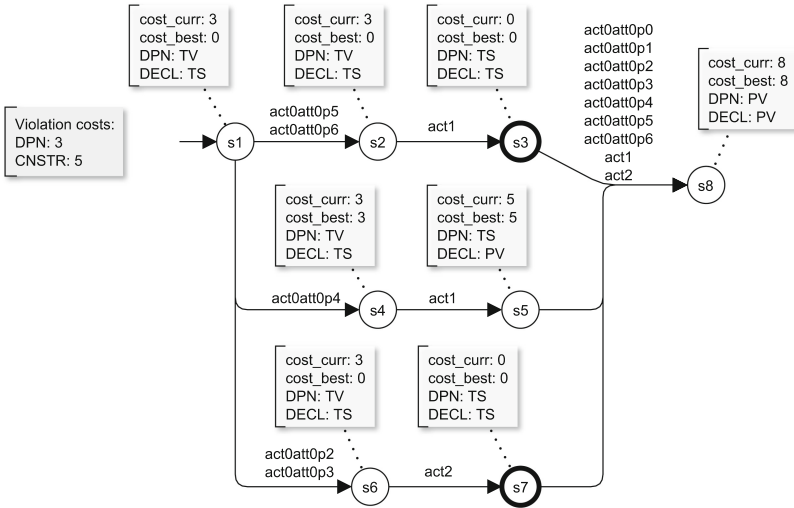 cost_curr: 3
cost_best: 0
DPN: TV
DECL: TS
cost_curr: 3
cost_best: 0
DPN: TV
DECL: TS
cost_curr: 0
cost_best: 0
DPN: TS
DECL: TS
act0att0p0
act0att0p1
act0att0p2
act0att0p3
act0att0p4
act0att0p5
act0att0p6
act1
act2
cost_curr: 8
cost_best: 8
DPN: PV
DECL: PV
Violation costs:
DPN: 3
CNSTR: 5
s1
act0att0p5
act0att0p6
s2
act1
s3
s8
cost_curr: 3
cost_best: 3
DPN: TV
DECL: TS
cost_curr: 5
cost_best: 5
DPN: TS
DECL: PV
act0att0p4
s4
act1
s5
cost_curr: 3
cost_best: 0
DPN: TV
DECL: TS
cost_curr: 0
cost_best: 0
DPN: TS
DECL: TS
act0att0p2
act0att0p3
s6
act2
s7